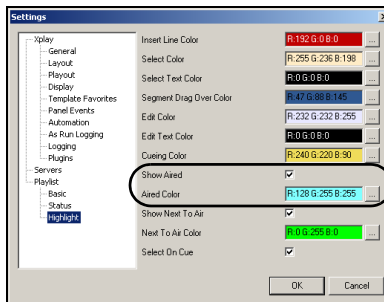 Settings
Xplay
General
Layout
Playout
Display
Template Favorites
Panel Events
Automation
As Run Logging
Logging
Plugins
Servers
Playlist
Basic
Status
Highlight
Insert Line Color R:192 G:0 B:0 ...
Select Color R:255 G:236 B:198 ...
Select Text Color R:0 G:0 B:0 ...
Segment Drag Over Color R:47 G:88 B:145 ...
Edit Color R:232 G:232 B:255 ...
Edit Text Color R:0 G:0 B:0 ...
Cueing Color R:240 G:220 B:90 ...
Show Aired
Aired Color R:128 G:255 B:255 ...
Show Next To Air
Next To Air Color R:0 G:255 B:0 ...
Select On Cue
OK Cancel